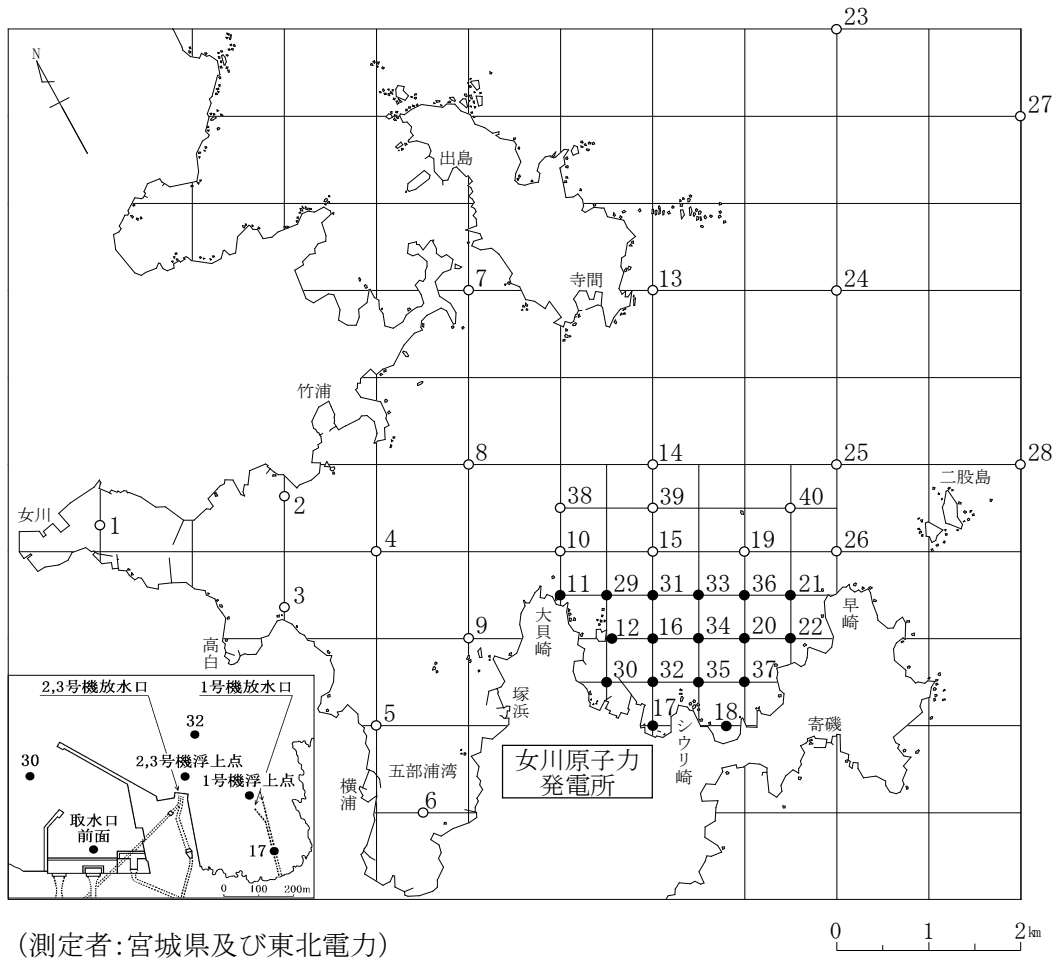 23
N
27
出島
7
寺間
13
24
竹浦
8
14
25
28
二股島
38
39
40
女川
1
2
4
10
15
19
26
11
29
31
33
36
21
3
大貝崎
早崎
高白
9
12
16
34
20
22
30
32
35
37
塚浜
5
17
シウリ崎
18
寄磯
横浦
五部浦湾
6
女川原子力
発電所
2,3号機放水口
1号機放水口
32
30
2,3号機浮上点
1号機浮上点
取水口
前面
17
0 100 200m
(測定者:宮城県及び東北電力)
0 1 2㎞